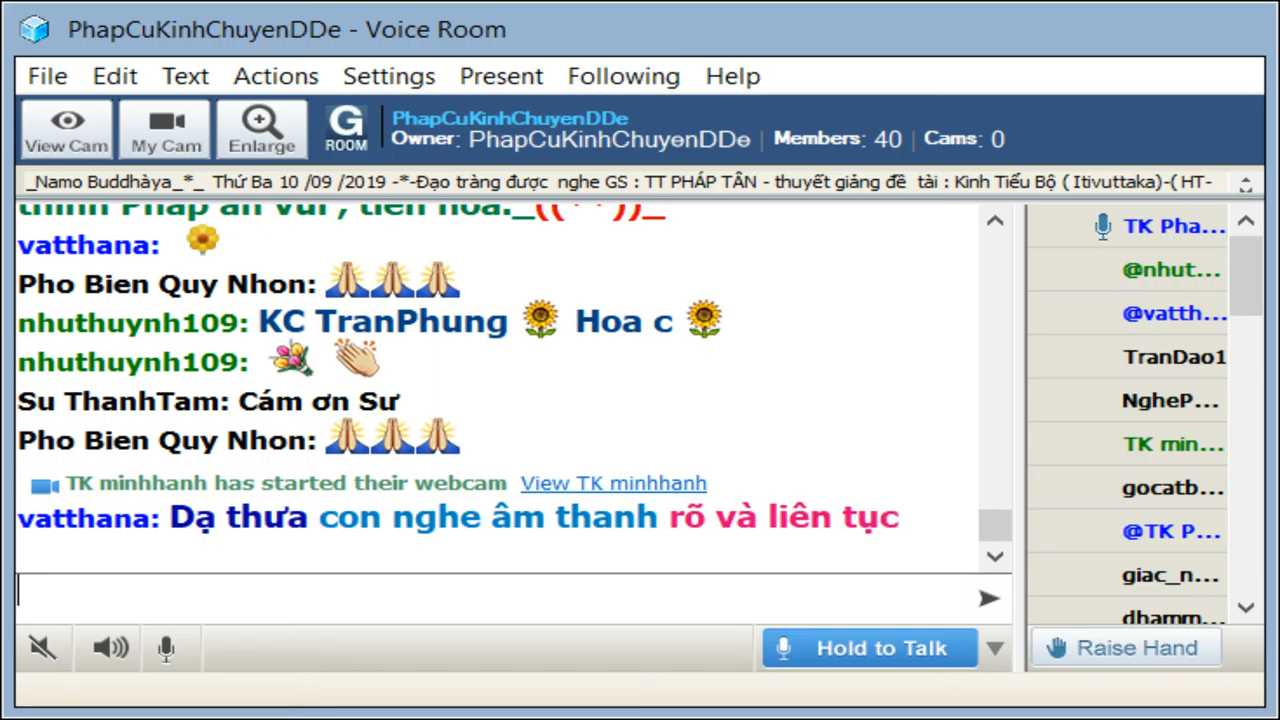 PhapCuKinhChuyenDDe - Voice Room
File Edit Text Actions Settings Present Following Help
View Cam My Cam Enlarge G ROOM
PhapCuKinhChuyenDDe
Owner: PhapCuKinhChuyenDDe | Members: 40 | Cams: 0
_Namo Buddhàya_*_ Thứ Ba 10 /09 /2019 -*-Đạo tràng được nghe GS : TT PHÁP TÂN - thuyết giảng đề tài : Kinh Tiểu Bộ ( Itivuttaka)-( HT-
vatthana:
Pho Bien Quy Nhon:
nhuthuynh109: KC TranPhung Hoa c
nhuthuynh109:
Su ThanhTam: Cám ơn Sư
Pho Bien Quy Nhon:
TK minhhanh has started their webcam View TK minhhanh
vatthana: Dạ thưa con nghe âm thanh rõ và liên tục
TK Pha...
@nhut...
@vatth...
TranDao1
NgheP...
TK min...
gocatb...
@TK P...
giac_n...
dhamm...
Hold to Talk
Raise Hand